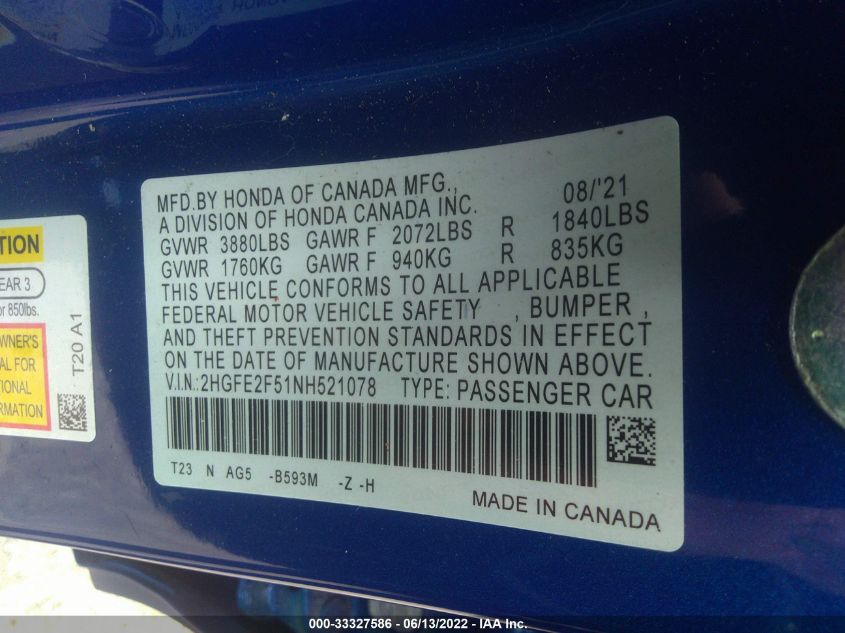 MFD.BY HONDA OF CANADA MFG., 08/'21
A DIVISION OF HONDA CANADA INC.
GVWR 3880LBS GAWR F 2072LBS R 1840LBS
GVWR 1760KG GAWR F 940KG R 835KG
THIS VEHICLE CONFORMS TO ALL APPLICABLE
FEDERAL MOTOR VEHICLE SAFETY , BUMPER ,
AND THEFT PREVENTION STANDARDS IN EFFECT
ON THE DATE OF MANUFACTURE SHOWN ABOVE.
V.I.N.:2HGFE2F51NH521078 TYPE: PASSENGER CAR
T23 N AG5 -B593M -Z -H
MADE IN CANADA
TION
EAR 3
or 850lbs.
WNER'S
AL FOR
TIONAL
RMATION
T20 A1
000-33327586 - 06/13/2022 - IAAI, Inc.